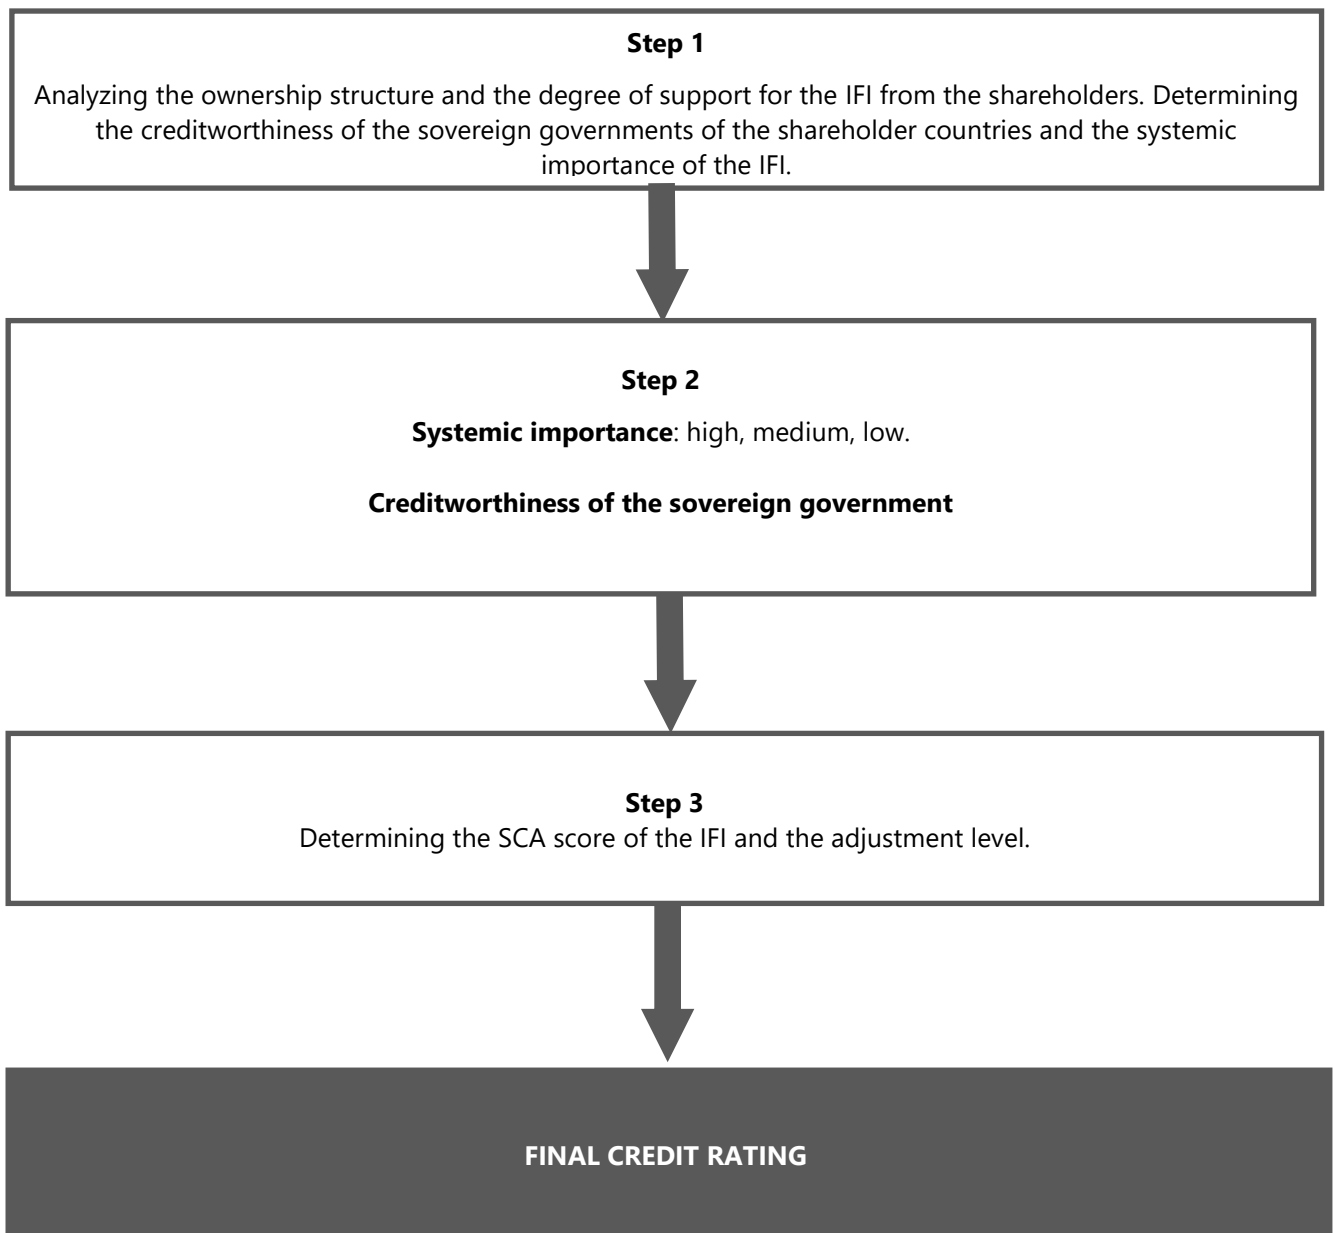 Step 1
Analyzing the ownership structure and the degree of support for the IFI from the shareholders. Determining
the creditworthiness of the sovereign governments of the shareholder countries and the systemic
importance of the IFI.
Step 2
Systemic importance: high, medium, low.
Creditworthiness of the sovereign government
Step 3
Determining the SCA score of the IFI and the adjustment level.
FINAL CREDIT RATING